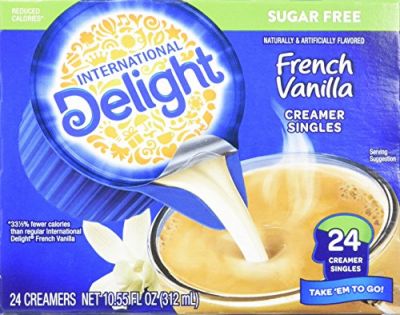 REDUCED
CALORIES*
SUGAR FREE
NATURALLY & ARTIFICIALLY FLAVORED
INTERNATIONAL
Delight
French
Vanilla
CREAMER
SINGLES
Serving
Suggestion
*33⅓% fewer calories
than regular International
Delight® French Vanilla
24
CREAMER
SINGLES
TAKE 'EM TO GO!
24 CREAMERS NET 10.55 FL OZ (312 mL)